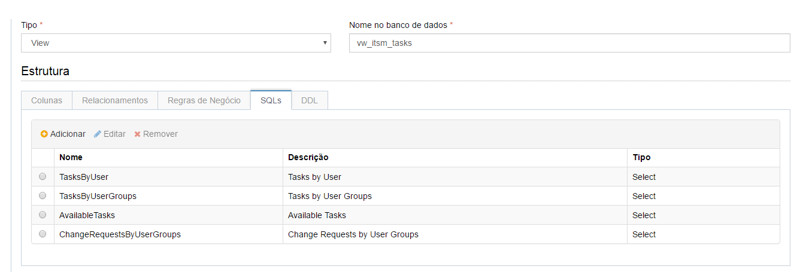 Tipo * Nome no banco de dados *
View vw_itsm_tasks
Estrutura
Colunas Relacionamentos Regras de Negócio SQLs DDL
Adicionar Editar Remover
Nome Descrição Tipo
TasksByUser Tasks by User Select
TasksByUserGroups Tasks by User Groups Select
AvailableTasks Available Tasks Select
ChangeRequestsByUserGroups Change Requests by User Groups Select